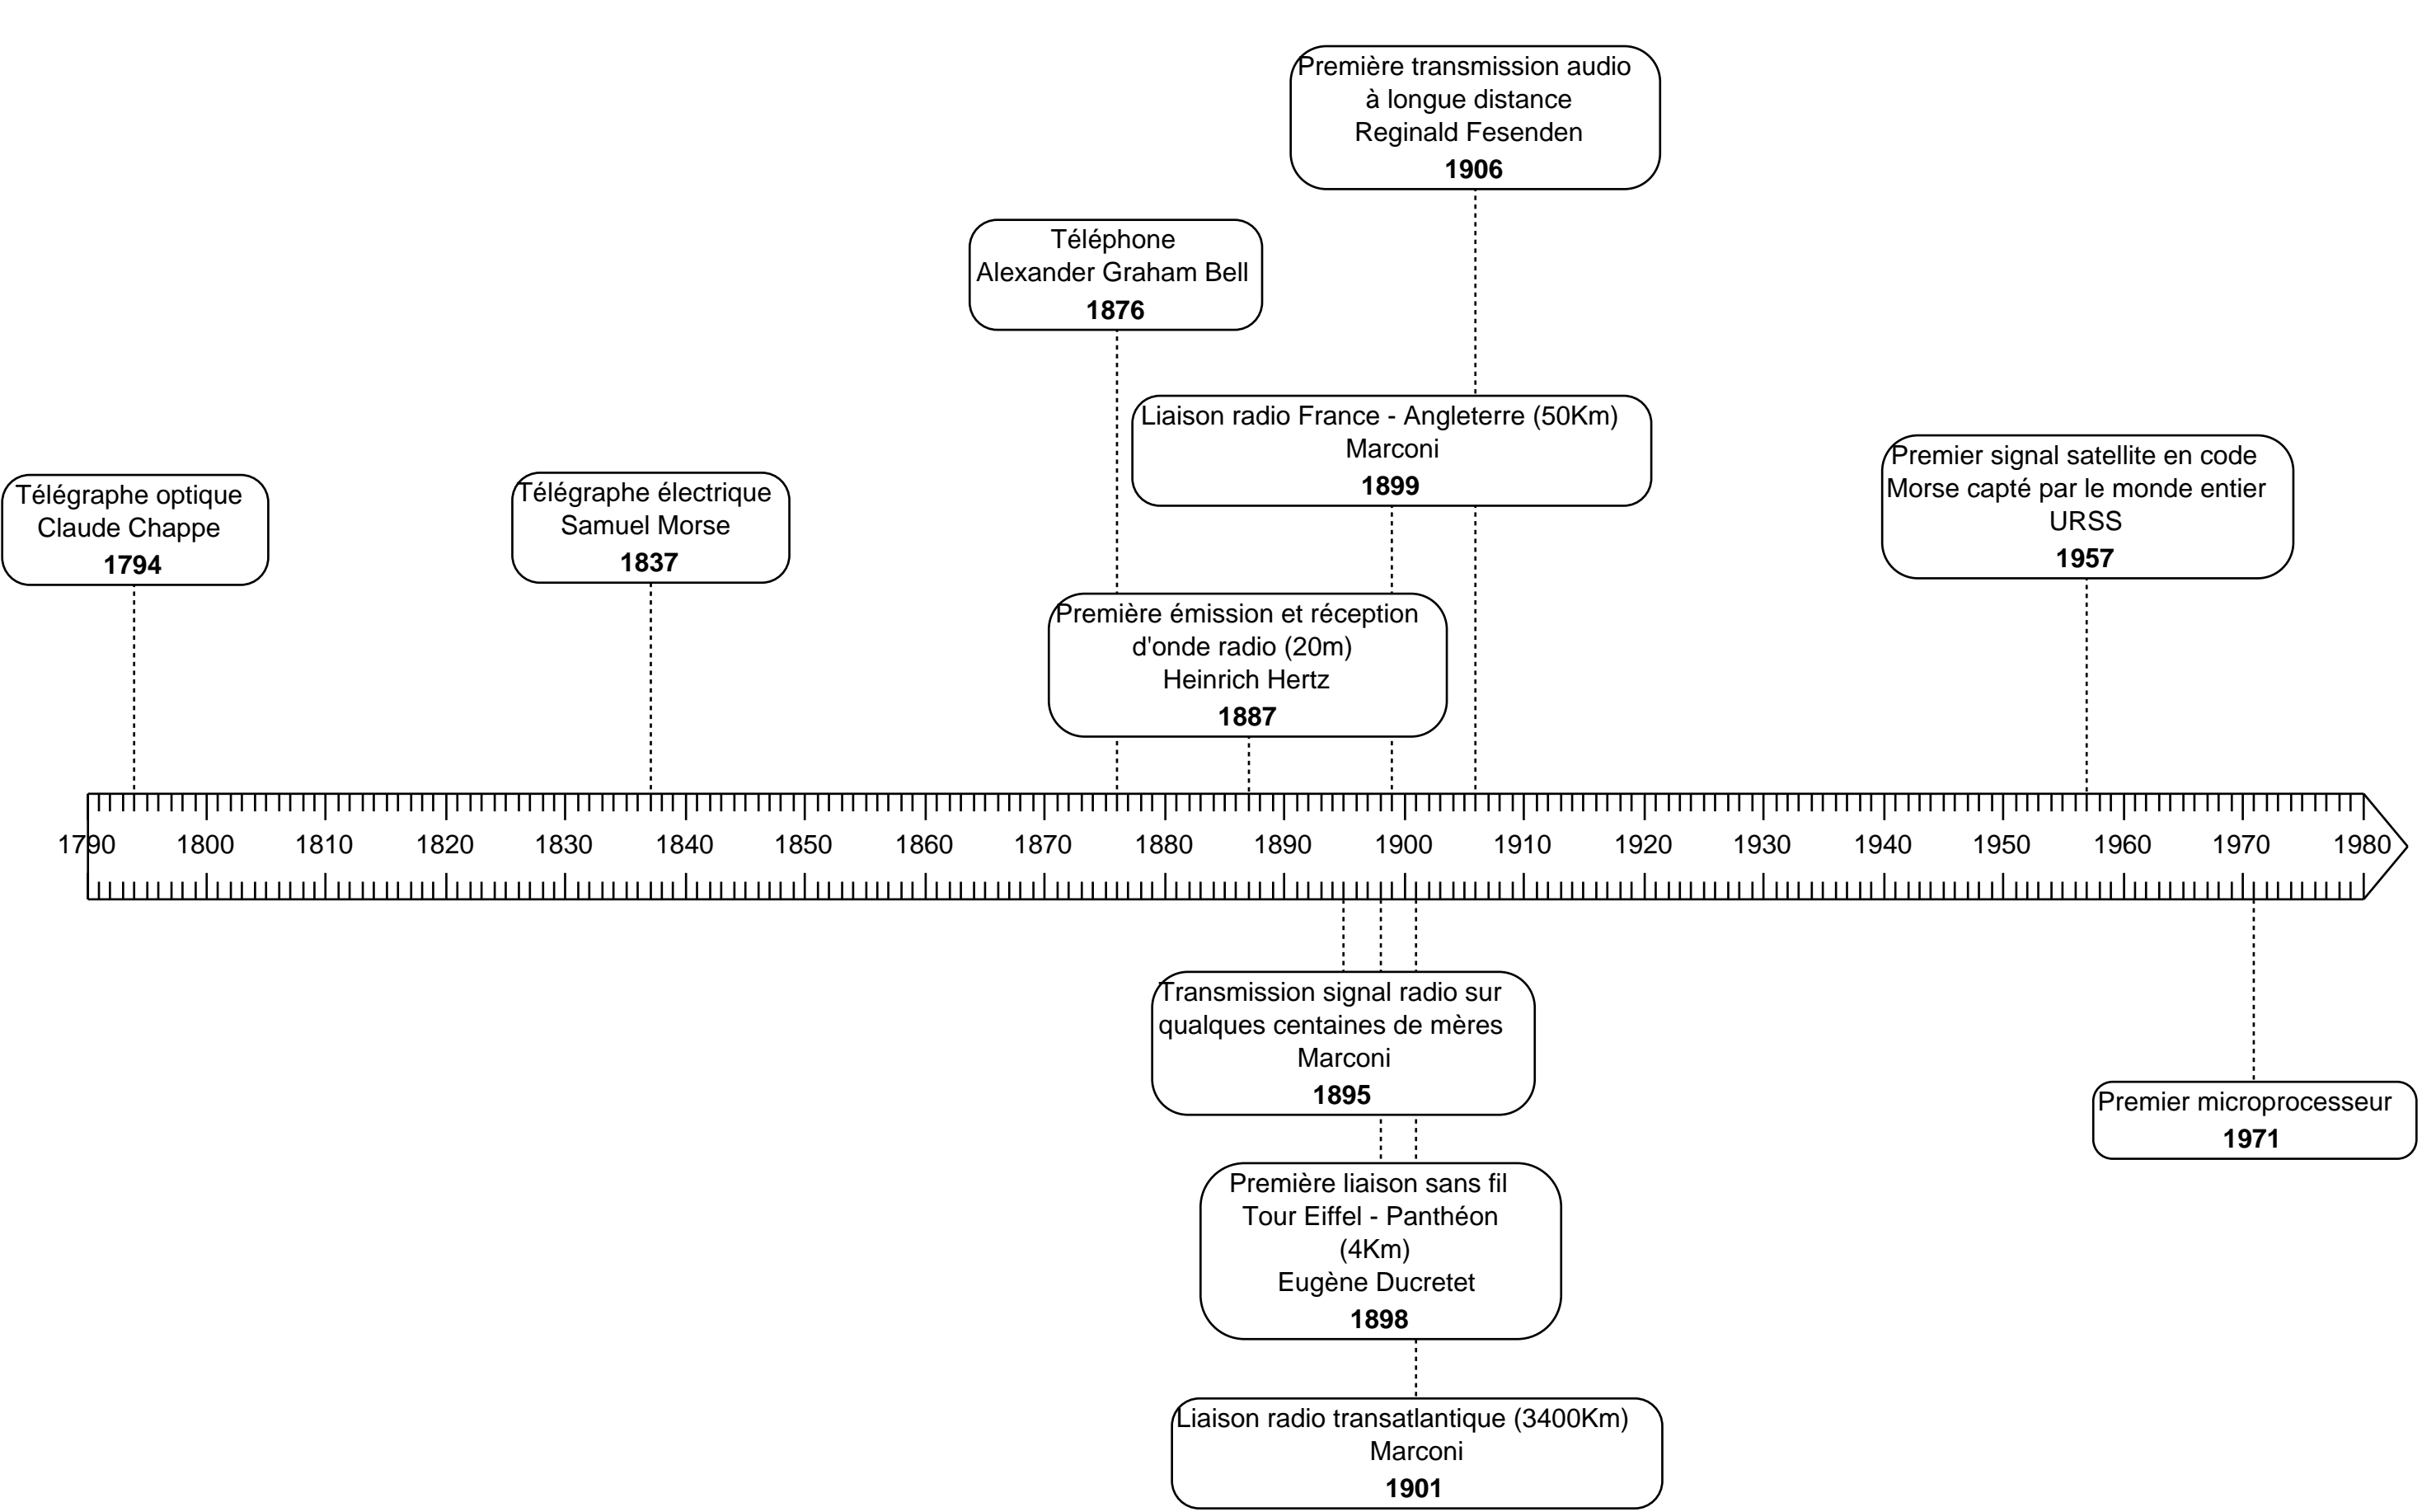 Première transmission audio
à longue distance
Reginald Fesenden
1906
Téléphone
Alexander Graham Bell
1876
Liaison radio France - Angleterre (50Km)
Marconi
1899
Télégraphe optique
Claude Chappe
1794
Télégraphe électrique
Samuel Morse
1837
Premier signal satellite en code
Morse capté par le monde entier
URSS
1957
Première émission et réception
d'onde radio (20m)
Heinrich Hertz
1887
1790 1800 1810 1820 1830 1840 1850 1860 1870 1880 1890 1900 1910 1920 1930 1940 1950 1960 1970 1980
Transmission signal radio sur
qualques centaines de mères
Marconi
1895
Premier microprocesseur
1971
Première liaison sans fil
Tour Eiffel - Panthéon
(4Km)
Eugène Ducretet
1898
Liaison radio transatlantique (3400Km)
Marconi
1901